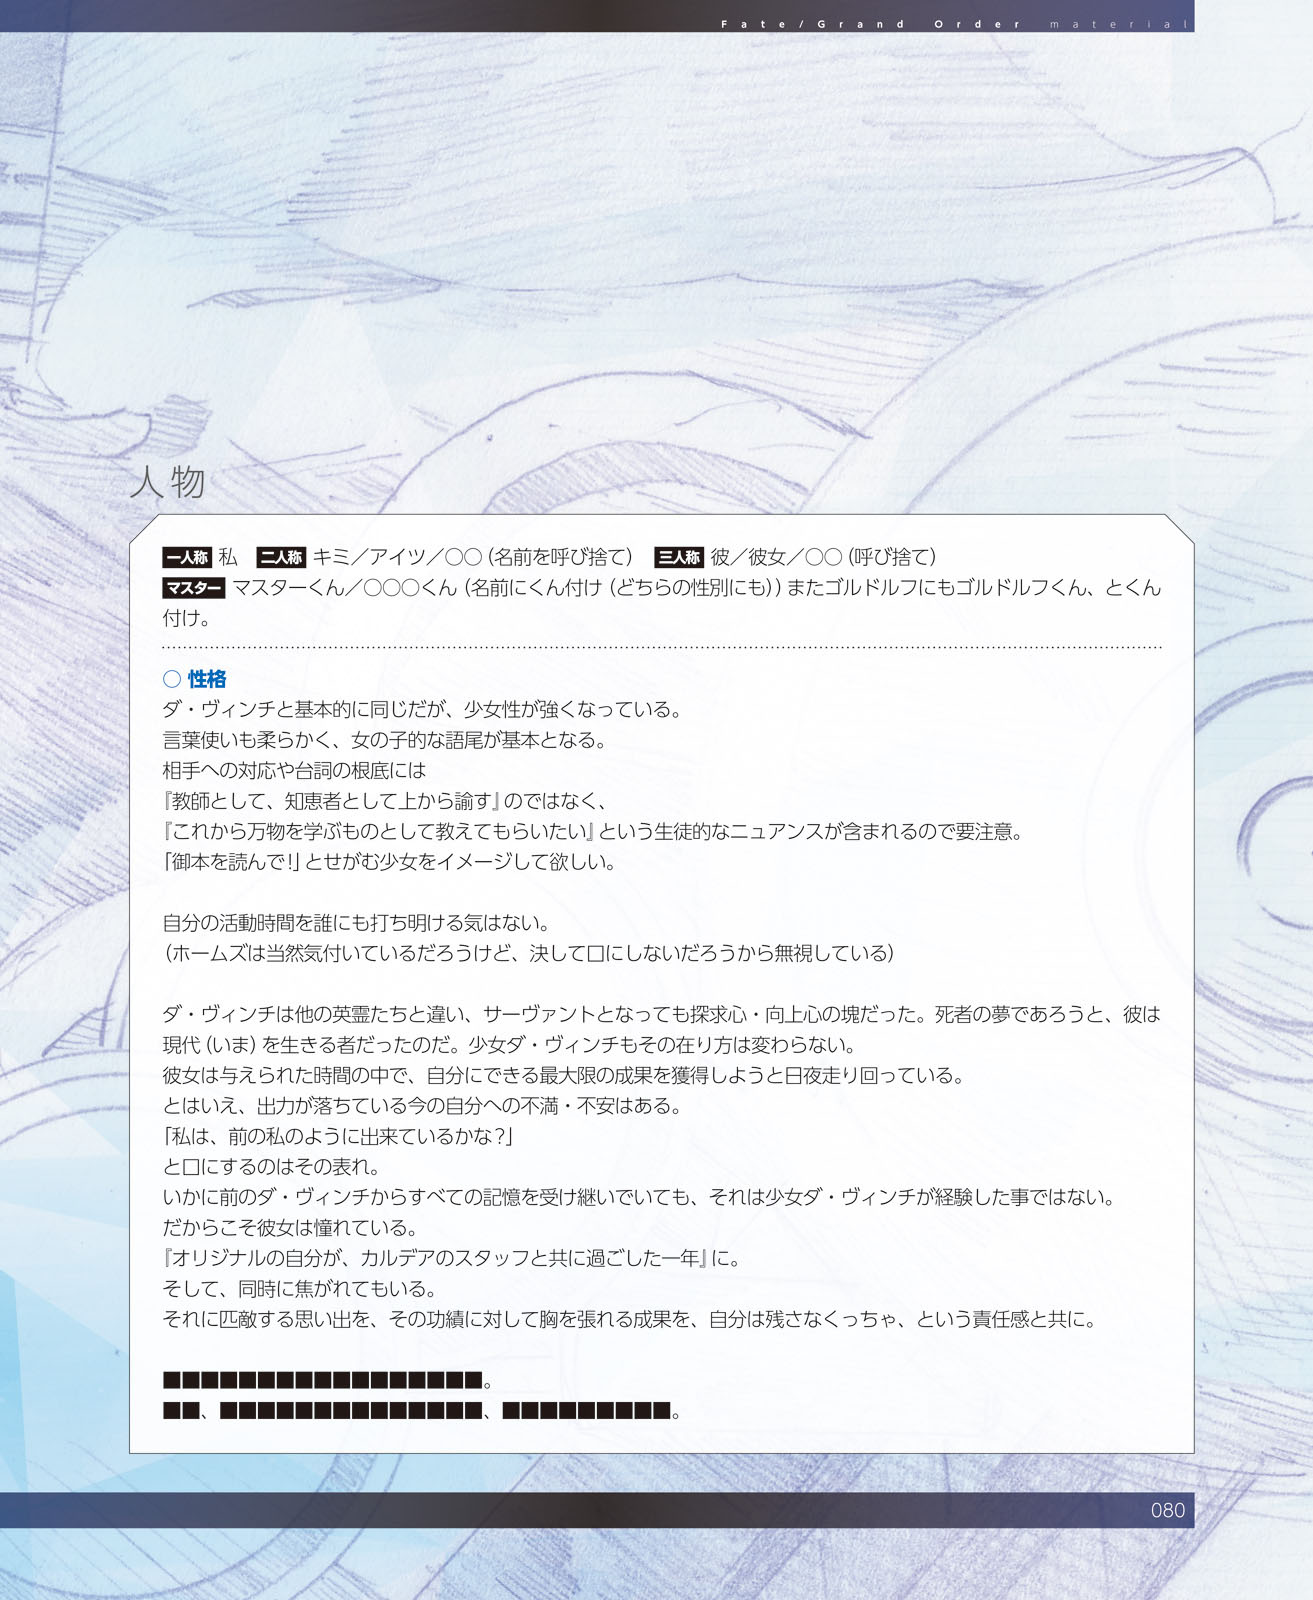 Fate/Grand Order material
人物
一人称 私 二人称 キミ／アイツ／○○（名前を呼び捨て） 三人称 彼／彼女／○○（呼び捨て）
マスター マスターくん／○○○くん（名前にくん付け（どちらの性別にも））またゴルドルフにもゴルドルフくん、とくん
付け。
○ 性格
ダ・ヴィンチと基本的に同じだが、少女性が強くなっている。
言葉使いも柔らかく、女の子的な語尾が基本となる。
相手への対応や台詞の根底には
『教師として、知恵者として上から諭す』のではなく、
『これから万物を学ぶものとして教えてもらいたい』という生徒的なニュアンスが含まれるので要注意。
「御本を読んで！」とせがむ少女をイメージして欲しい。
自分の活動時間を誰にも打ち明ける気はない。
（ホームズは当然気付いているだろうけど、決して口にしないだろうから無視している）
ダ・ヴィンチは他の英霊たちと違い、サーヴァントとなっても探求心・向上心の塊だった。死者の夢であろうと、彼は
現代（いま）を生きる者だったのだ。少女ダ・ヴィンチもその在り方は変わらない。
彼女は与えられた時間の中で、自分にできる最大限の成果を獲得しようと日夜走り回っている。
とはいえ、出力が落ちている今の自分への不満・不安はある。
「私は、前の私のように出来ているかな？」
と口にするのはその表れ。
いかに前のダ・ヴィンチからすべての記憶を受け継いでいても、それは少女ダ・ヴィンチが経験した事ではない。
だからこそ彼女は憧れている。
『オリジナルの自分が、カルデアのスタッフと共に過ごした一年』に。
そして、同時に焦がれてもいる。
それに匹敵する思い出を、その功績に対して胸を張れる成果を、自分は残さなくっちゃ、という責任感と共に。
■■■■■■■■■■■■■■■■■。
■■、■■■■■■■■■■■■■■、■■■■■■■■■。
080